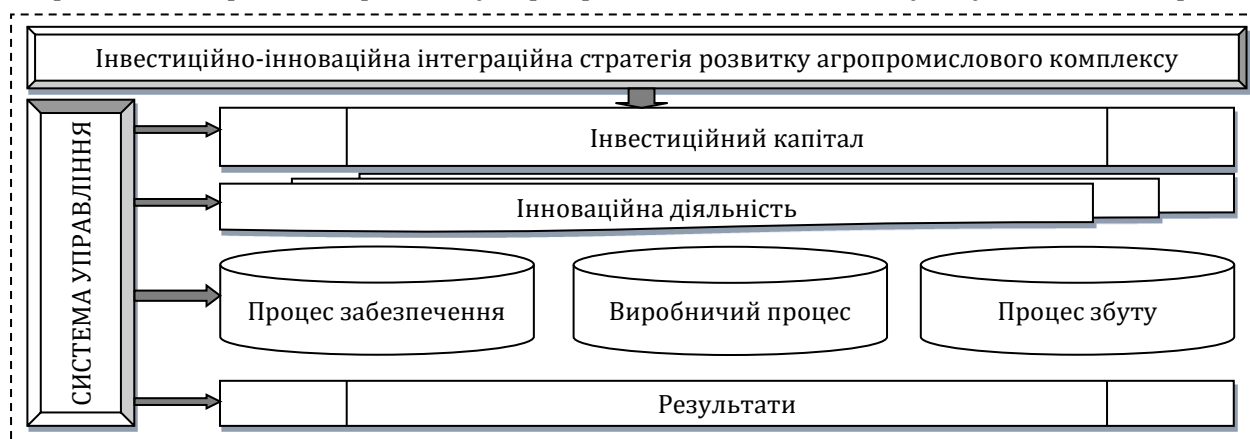 Інвестиційно-інноваційна інтеграційна стратегія розвитку агропромислового комплексу
СИСТЕМА УПРАВЛІННЯ
Інвестиційний капітал
Інноваційна діяльність
Процес забезпечення
Виробничий процес
Процес збуту
Результати